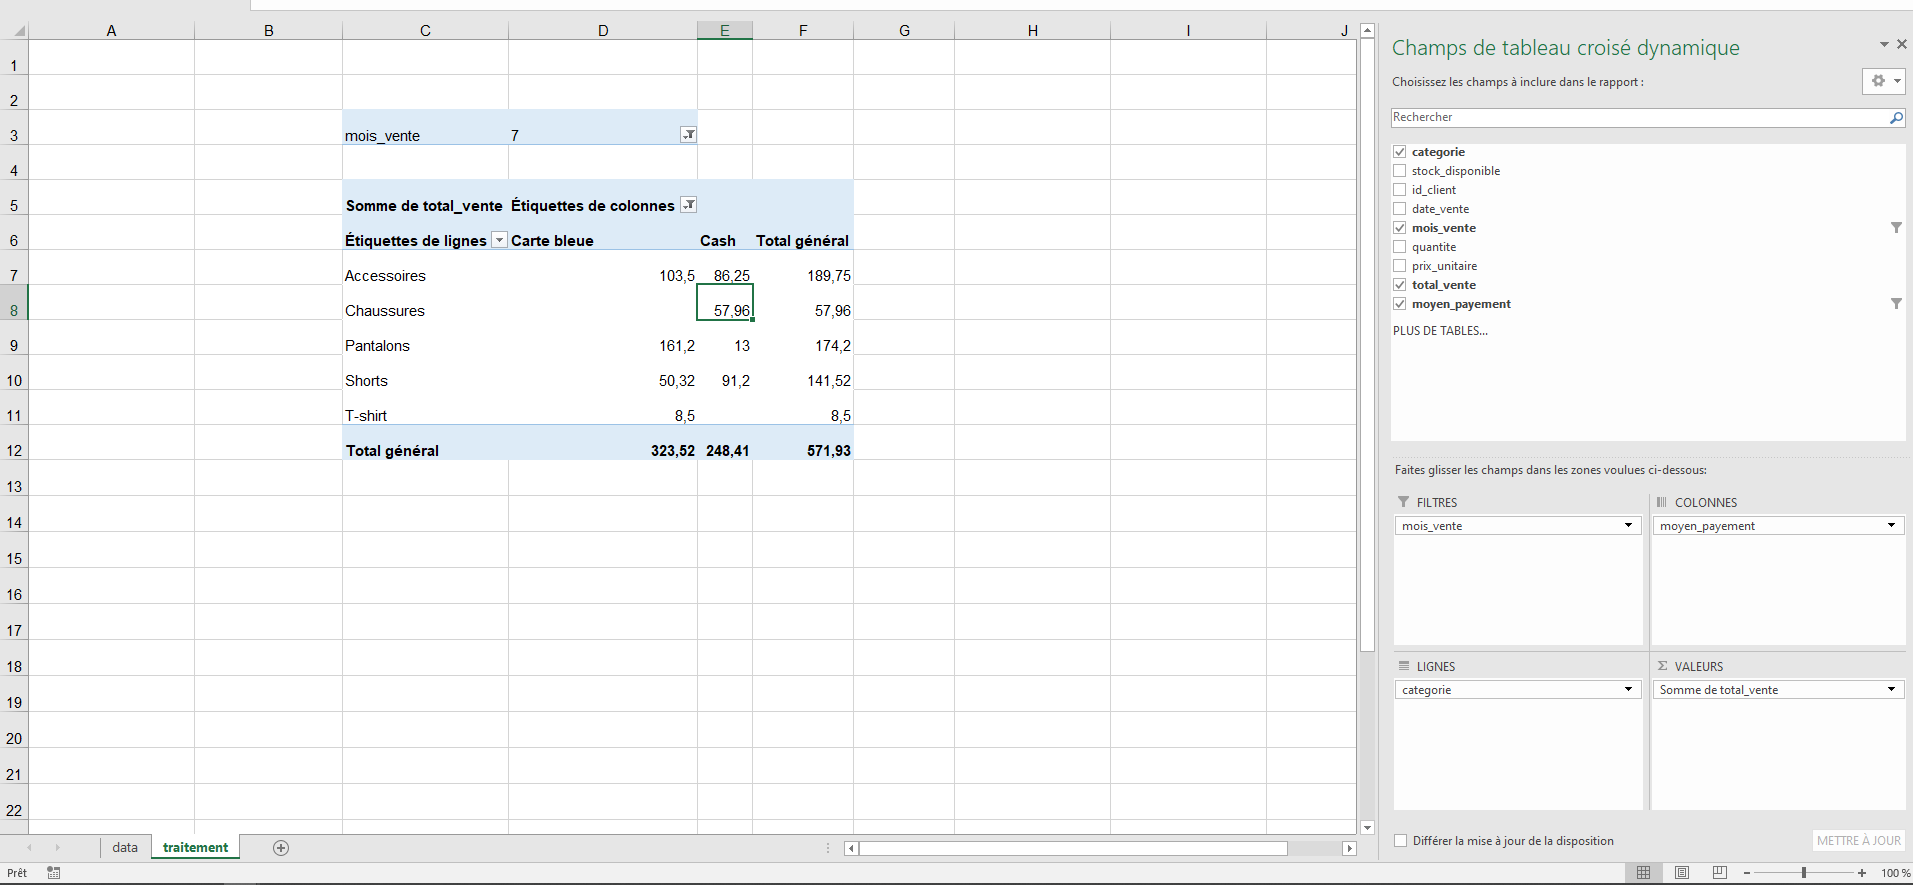 A B C D E F G H I J
1
2
3 mois_vente 7
4
5 Somme de total_vente Étiquettes de colonnes
6 Étiquettes de lignes Carte bleue Cash Total général
7 Accessoires 103,5 86,25 189,75
8 Chaussures 57,96 57,96
9 Pantalons 161,2 13 174,2
10 Shorts 50,32 91,2 141,52
11 T-shirt 8,5 8,5
12 Total général 323,52 248,41 571,93
13
14
15
16
17
18
19
20
21
22
data traitement
Prêt
Champs de tableau croisé dynamique
Choisissez les champs à inclure dans le rapport :
Rechercher
categorie
stock_disponible
id_client
date_vente
mois_vente
quantite
prix_unitaire
total_vente
moyen_payement
PLUS DE TABLES...
Faites glisser les champs dans les zones voulues ci-dessous:
FILTRES COLONNES
mois_vente moyen_payement
LIGNES Σ VALEURS
categorie Somme de total_vente
Différer la mise à jour de la disposition METTRE À JOUR
100 %